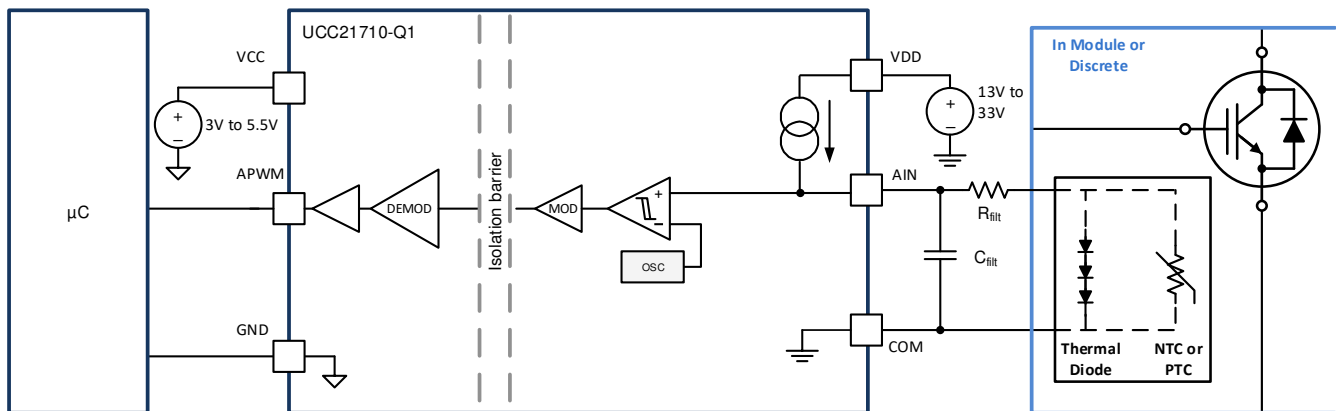 UCC21710-Q1
In Module or
Discrete
VCC
VDD
3V to 5.5V
13V to
33V
+
−
+
−
APWM
AIN
µC
DEMOD
Isolation barrier
MOD
+
−
OSC
Rfilt
Cfilt
GND
COM
Thermal
Diode
NTC or
PTC